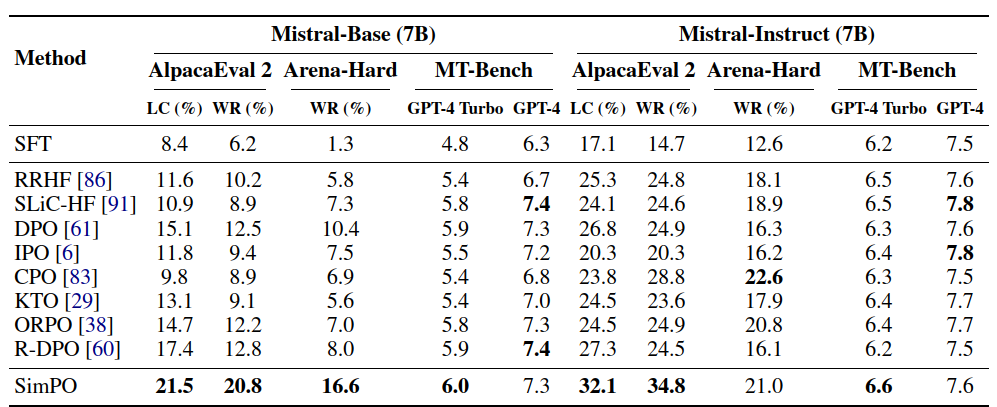 Method Mistral-Base (7B) Mistral-Instruct (7B)
AlpacaEval 2 Arena-Hard MT-Bench AlpacaEval 2 Arena-Hard MT-Bench
LC (%) WR (%) WR (%) GPT-4 Turbo GPT-4 LC (%) WR (%) WR (%) GPT-4 Turbo GPT-4
SFT 8.4 6.2 1.3 4.8 6.3 17.1 14.7 12.6 6.2 7.5
RRHF [86] 11.6 10.2 5.8 5.4 6.7 25.3 24.8 18.1 6.5 7.6
SLiC-HF [91] 10.9 8.9 7.3 5.8 7.4 24.1 24.6 18.9 6.5 7.8
DPO [61] 15.1 12.5 10.4 5.9 7.3 26.8 24.9 16.3 6.3 7.6
IPO [6] 11.8 9.4 7.5 5.5 7.2 20.3 20.3 16.2 6.4 7.8
CPO [83] 9.8 8.9 6.9 5.4 6.8 23.8 28.8 22.6 6.3 7.5
KTO [29] 13.1 9.1 5.6 5.4 7.0 24.5 23.6 17.9 6.4 7.7
ORPO [38] 14.7 12.2 7.0 5.8 7.3 24.5 24.9 20.8 6.4 7.7
R-DPO [60] 17.4 12.8 8.0 5.9 7.4 27.3 24.5 16.1 6.2 7.5
SimPO 21.5 20.8 16.6 6.0 7.3 32.1 34.8 21.0 6.6 7.6